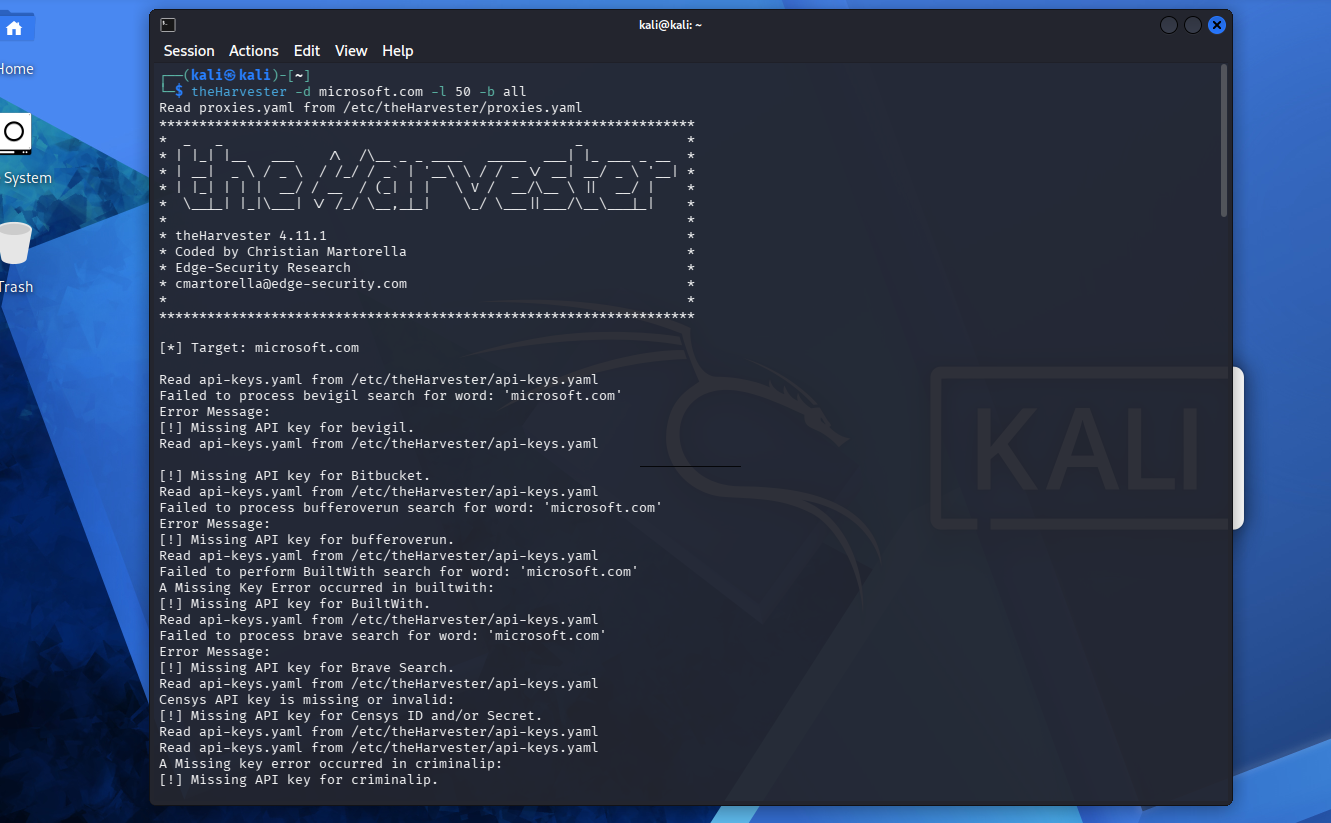 kali@kali: ~
Session Actions Edit View Help
Home
System
Trash
┌──(kali㉿kali)-[~]
└─$ theHarvester -d microsoft.com -l 50 -b all
Read proxies.yaml from /etc/theHarvester/proxies.yaml
*******************************************************************
theHarvester
* theHarvester 4.11.1 *
* Coded by Christian Martorella *
* Edge-Security Research *
* cmartorella@edge-security.com *
* *
*******************************************************************
[*] Target: microsoft.com
Read api-keys.yaml from /etc/theHarvester/api-keys.yaml
Failed to process bevigil search for word: 'microsoft.com'
Error Message:
[!] Missing API key for bevigil.
Read api-keys.yaml from /etc/theHarvester/api-keys.yaml
[!] Missing API key for Bitbucket.
Read api-keys.yaml from /etc/theHarvester/api-keys.yaml
Failed to process bufferoverun search for word: 'microsoft.com'
Error Message:
[!] Missing API key for bufferoverun.
Read api-keys.yaml from /etc/theHarvester/api-keys.yaml
Failed to perform BuiltWith search for word: 'microsoft.com'
A Missing Key Error occurred in builtwith:
[!] Missing API key for BuiltWith.
Read api-keys.yaml from /etc/theHarvester/api-keys.yaml
Failed to process brave search for word: 'microsoft.com'
Error Message:
[!] Missing API key for Brave Search.
Read api-keys.yaml from /etc/theHarvester/api-keys.yaml
Censys API key is missing or invalid:
[!] Missing API key for Censys ID and/or Secret.
Read api-keys.yaml from /etc/theHarvester/api-keys.yaml
Read api-keys.yaml from /etc/theHarvester/api-keys.yaml
A Missing key error occurred in criminalip:
[!] Missing API key for criminalip.
KALI